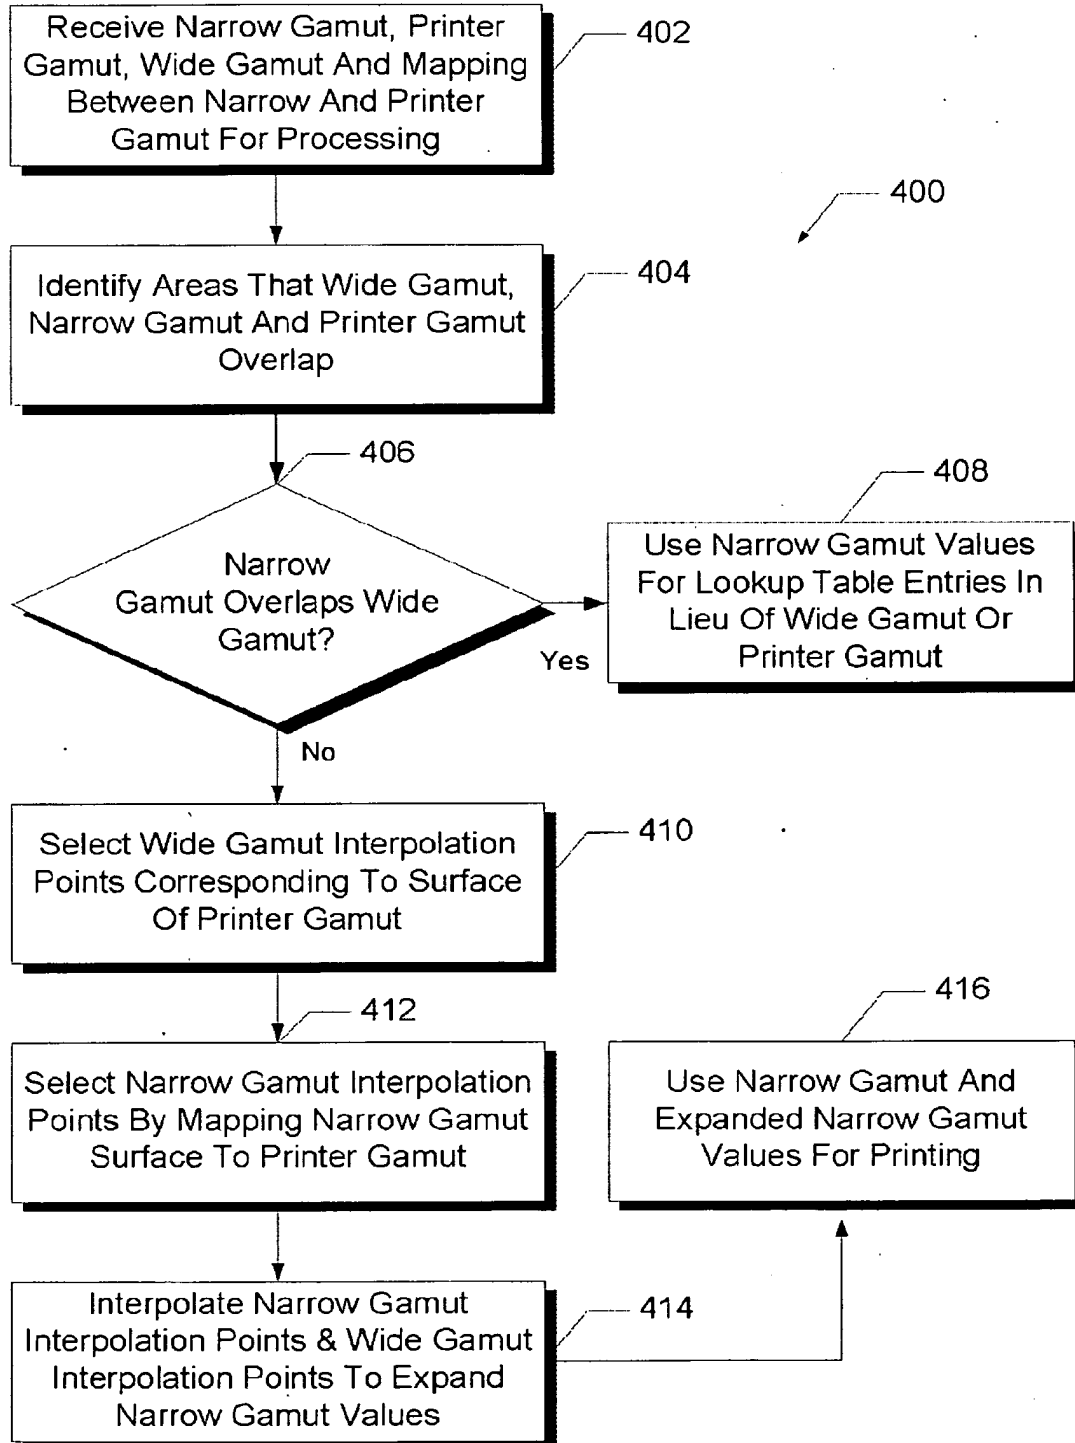 Receive Narrow Gamut, Printer
Gamut, Wide Gamut And Mapping
Between Narrow And Printer
Gamut For Processing
402
400
Identify Areas That Wide Gamut,
Narrow Gamut And Printer Gamut
Overlap
404
406
Narrow
Gamut Overlaps Wide
Gamut?
Yes
No
408
Use Narrow Gamut Values
For Lookup Table Entries In
Lieu Of Wide Gamut Or
Printer Gamut
Select Wide Gamut Interpolation
Points Corresponding To Surface
Of Printer Gamut
410
412
Select Narrow Gamut Interpolation
Points By Mapping Narrow Gamut
Surface To Printer Gamut
Interpolate Narrow Gamut
Interpolation Points & Wide Gamut
Interpolation Points To Expand
Narrow Gamut Values
414
416
Use Narrow Gamut And
Expanded Narrow Gamut
Values For Printing